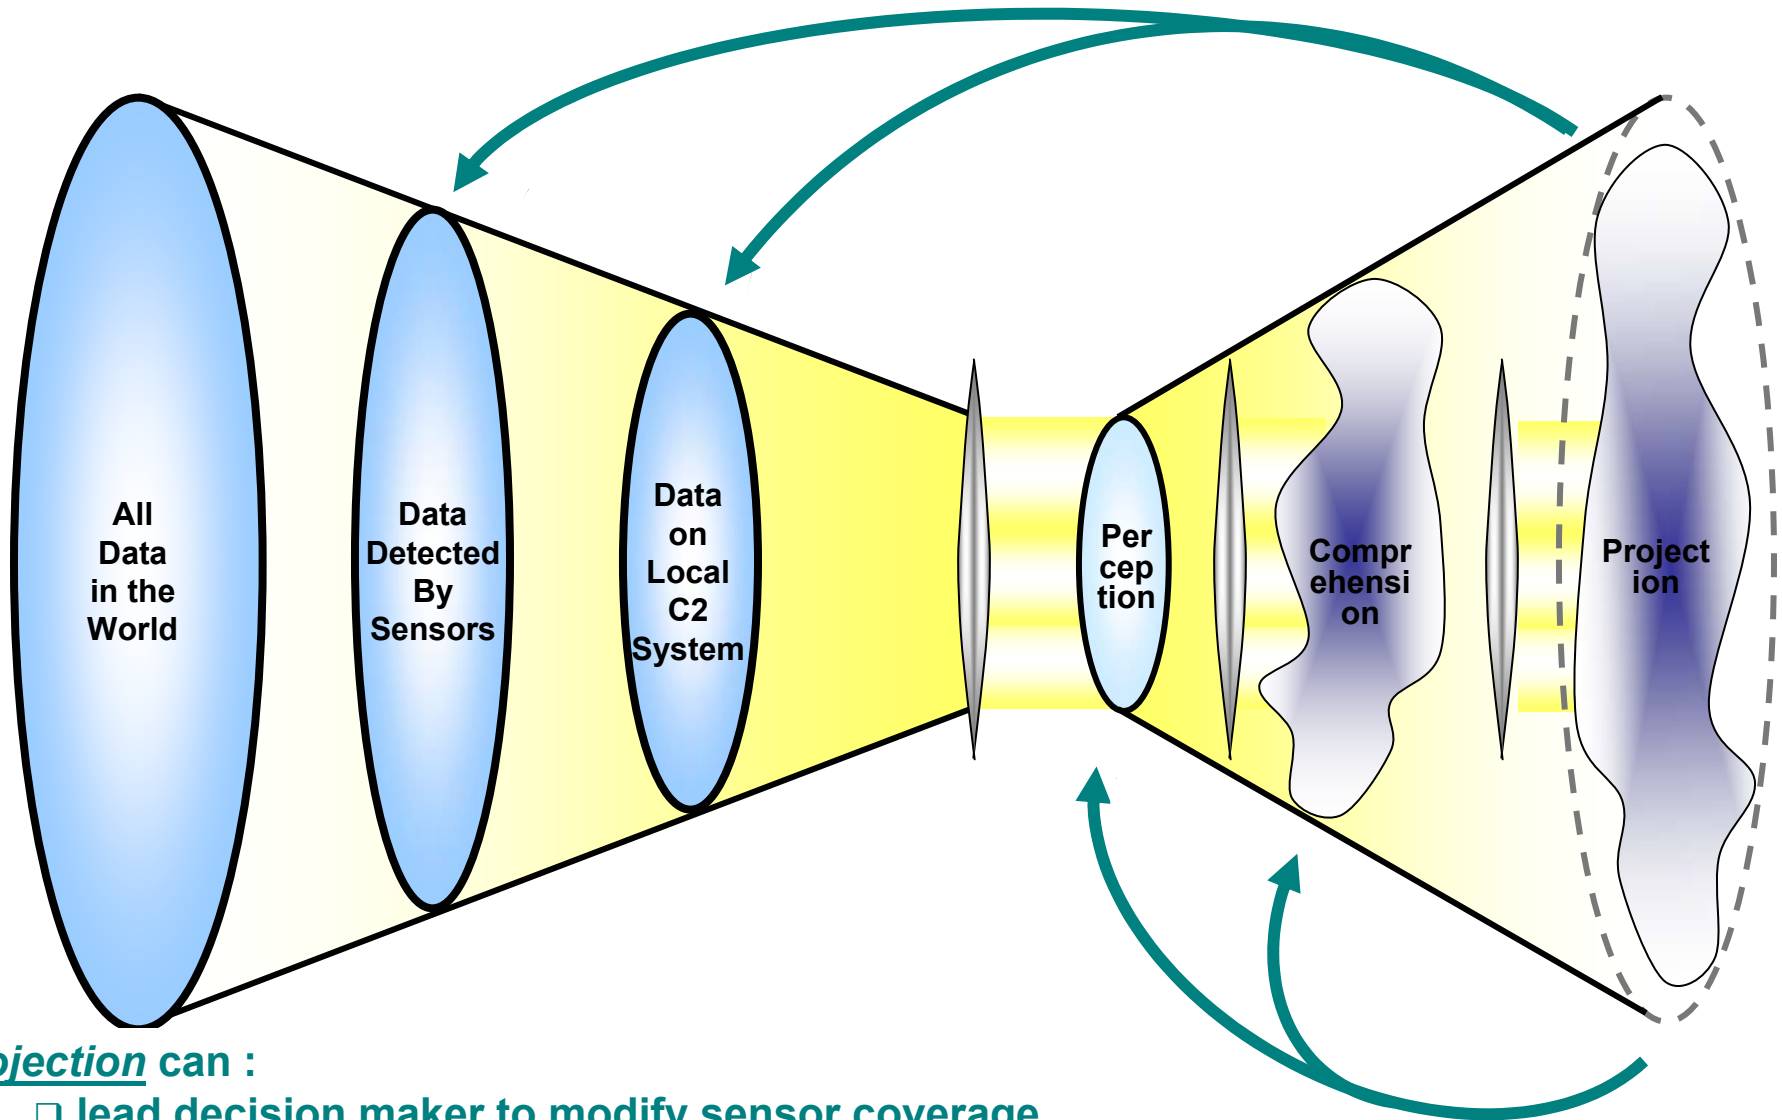 All
Data
in the
World
Data
Detected
By
Sensors
Data
on
Local
C2
System
Per
cep
tion
Compr
ehensi
on
Project
ion
ojection can :
❑ lead decision maker to modify sensor coverage